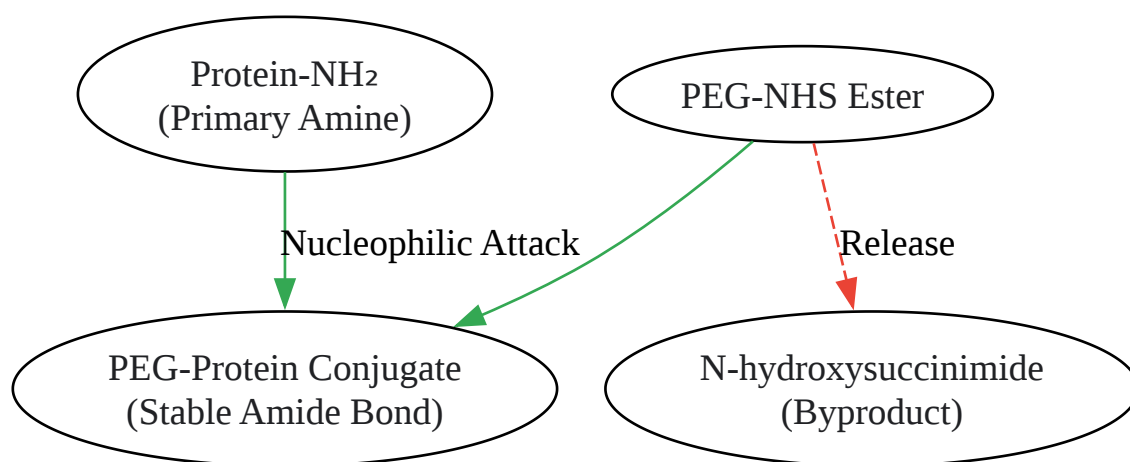 Protein-NH₂
(Primary Amine)
PEG-NHS Ester
Nucleophilic Attack
Release
PEG-Protein Conjugate
(Stable Amide Bond)
N-hydroxysuccinimide
(Byproduct)